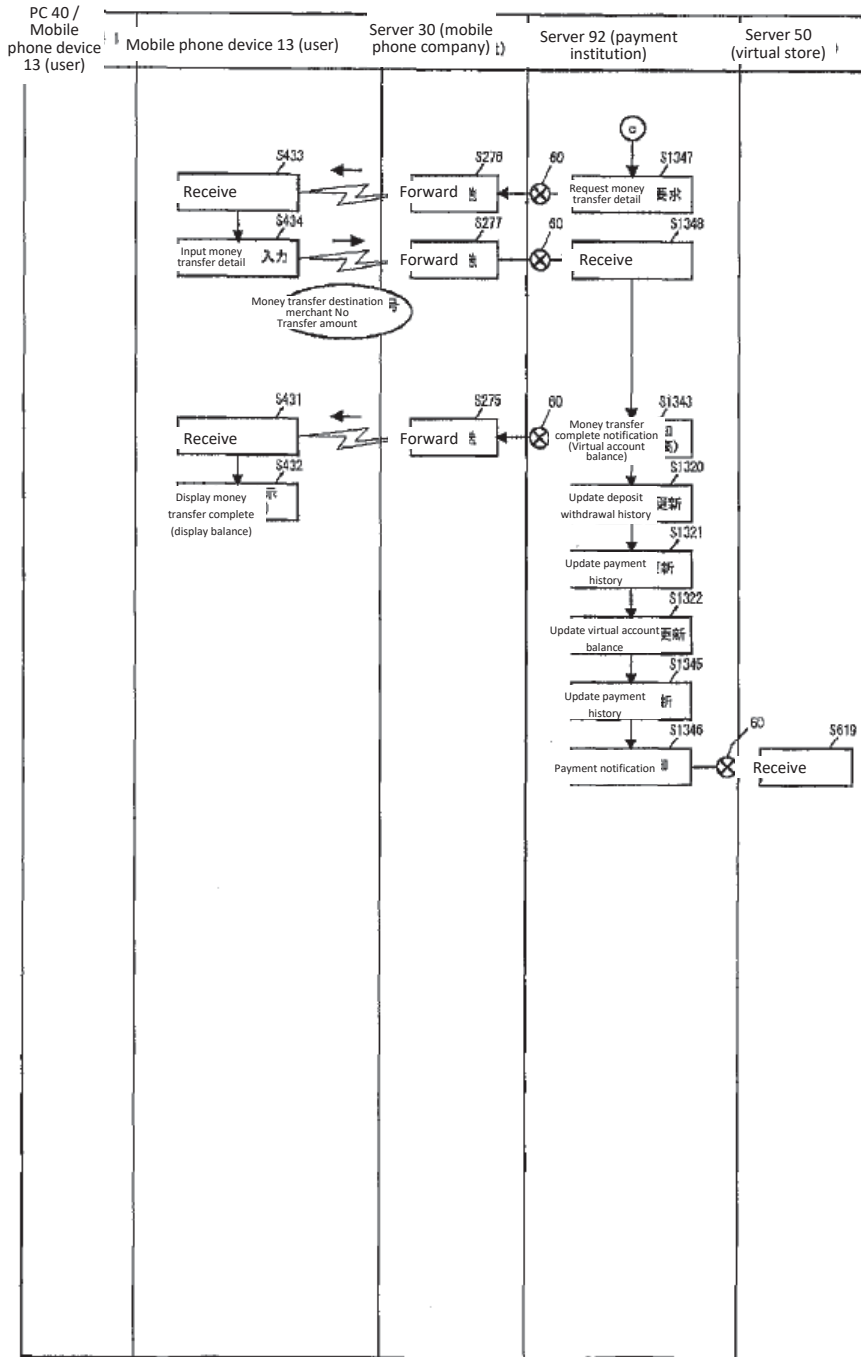 PC 40 /
Mobile
phone device
13 (user)
Mobile phone device 13 (user)
Server 30 (mobile
phone company)
Server 92 (payment
institution)
Server 50
(virtual store)
c
S433
S276
60
S1347
Receive
Forward
Request money
transfer detail
要求
S434
S277
60
S1348
Input money
transfer detail
入力
Forward
Receive
Money transfer destination
merchant No
Transfer amount
号
S431
S275
60
S1343
Receive
Forward
Money transfer
complete notification
(Virtual account
balance)
S432
S1320
Display money
transfer complete
(display balance)
示
Update deposit
withdrawal history
更新
S1321
Update payment
history
新
S1322
Update virtual account
balance
更新
S1345
Update payment
history
新
S1346
60
S619
Payment notification
Receive